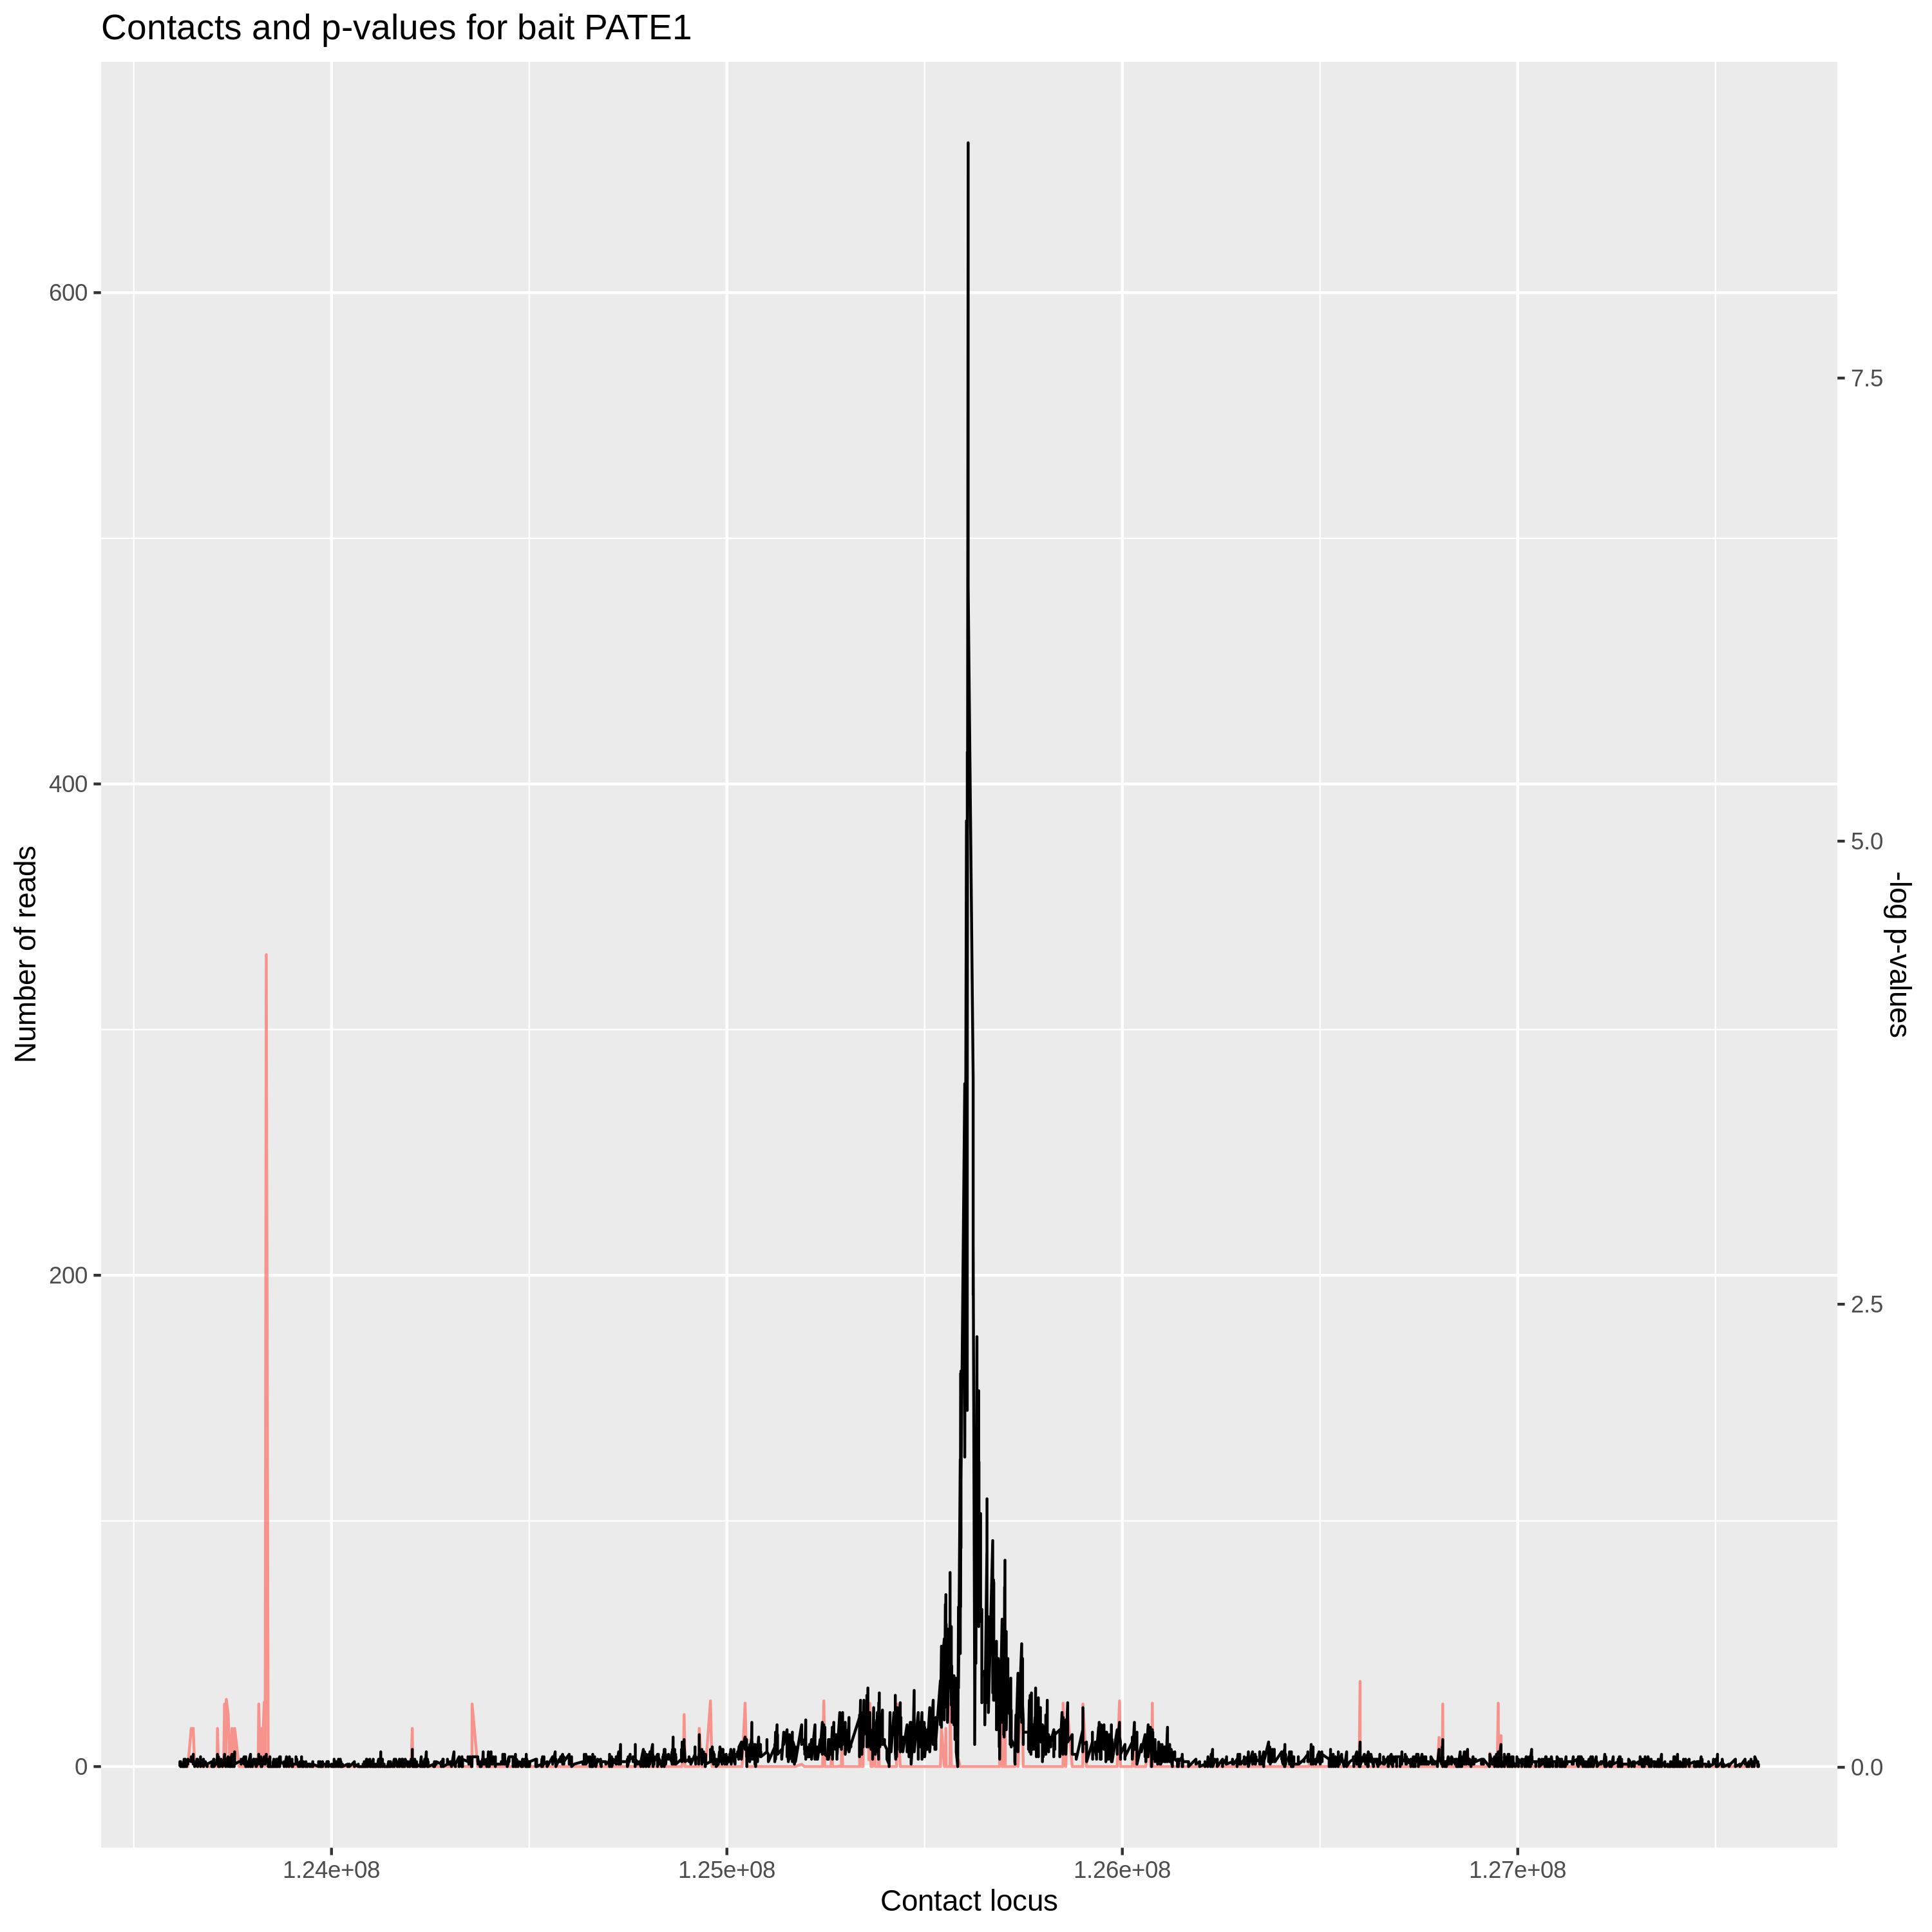 Contacts and p-values for bait PATE1
600
400
200
0
Number of reads
7.5
5.0
2.5
0.0
-log p-values
1.24e+08
1.25e+08
1.26e+08
1.27e+08
Contact locus